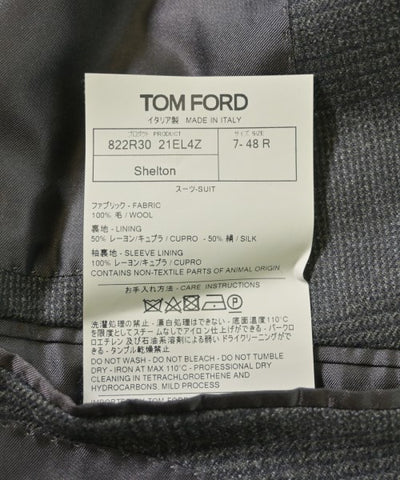 TOM FORD
イタリア製 MADE IN ITALY
プロダクト PRODUCT
サイズ SIZE
822R30 21EL4Z
7- 48 R
Shelton
スーツ-SUIT
ファブリック - FABRIC
100% 毛 / WOOL
裏地 - LINING
50% レーヨン/キュプラ / CUPRO - 50% 絹 / SILK
袖裏地 - SLEEVE LINING
100% レーヨン/キュプラ / CUPRO
CONTAINS NON-TEXTILE PARTS OF ANIMAL ORIGIN
お手入れ方法 - CARE INSTRUCTIONS
P
洗濯処理の禁止 - 漂白処理はできない - 底面温度110℃
を限度としてスチームなしでアイロン仕上げができる - パークロ
ロエチレン 及び石油系溶剤による弱い ドライクリーニングがで
きる - タンブル乾燥禁止
DO NOT WASH - DO NOT BLEACH - DO NOT TUMBLE
DRY - IRON AT MAX 110°C - PROFESSIONAL DRY
CLEANING IN TETRACHLOROETHENE AND
HYDROCARBONS, MILD PROCESS
IMPORTED BY TOM FORD